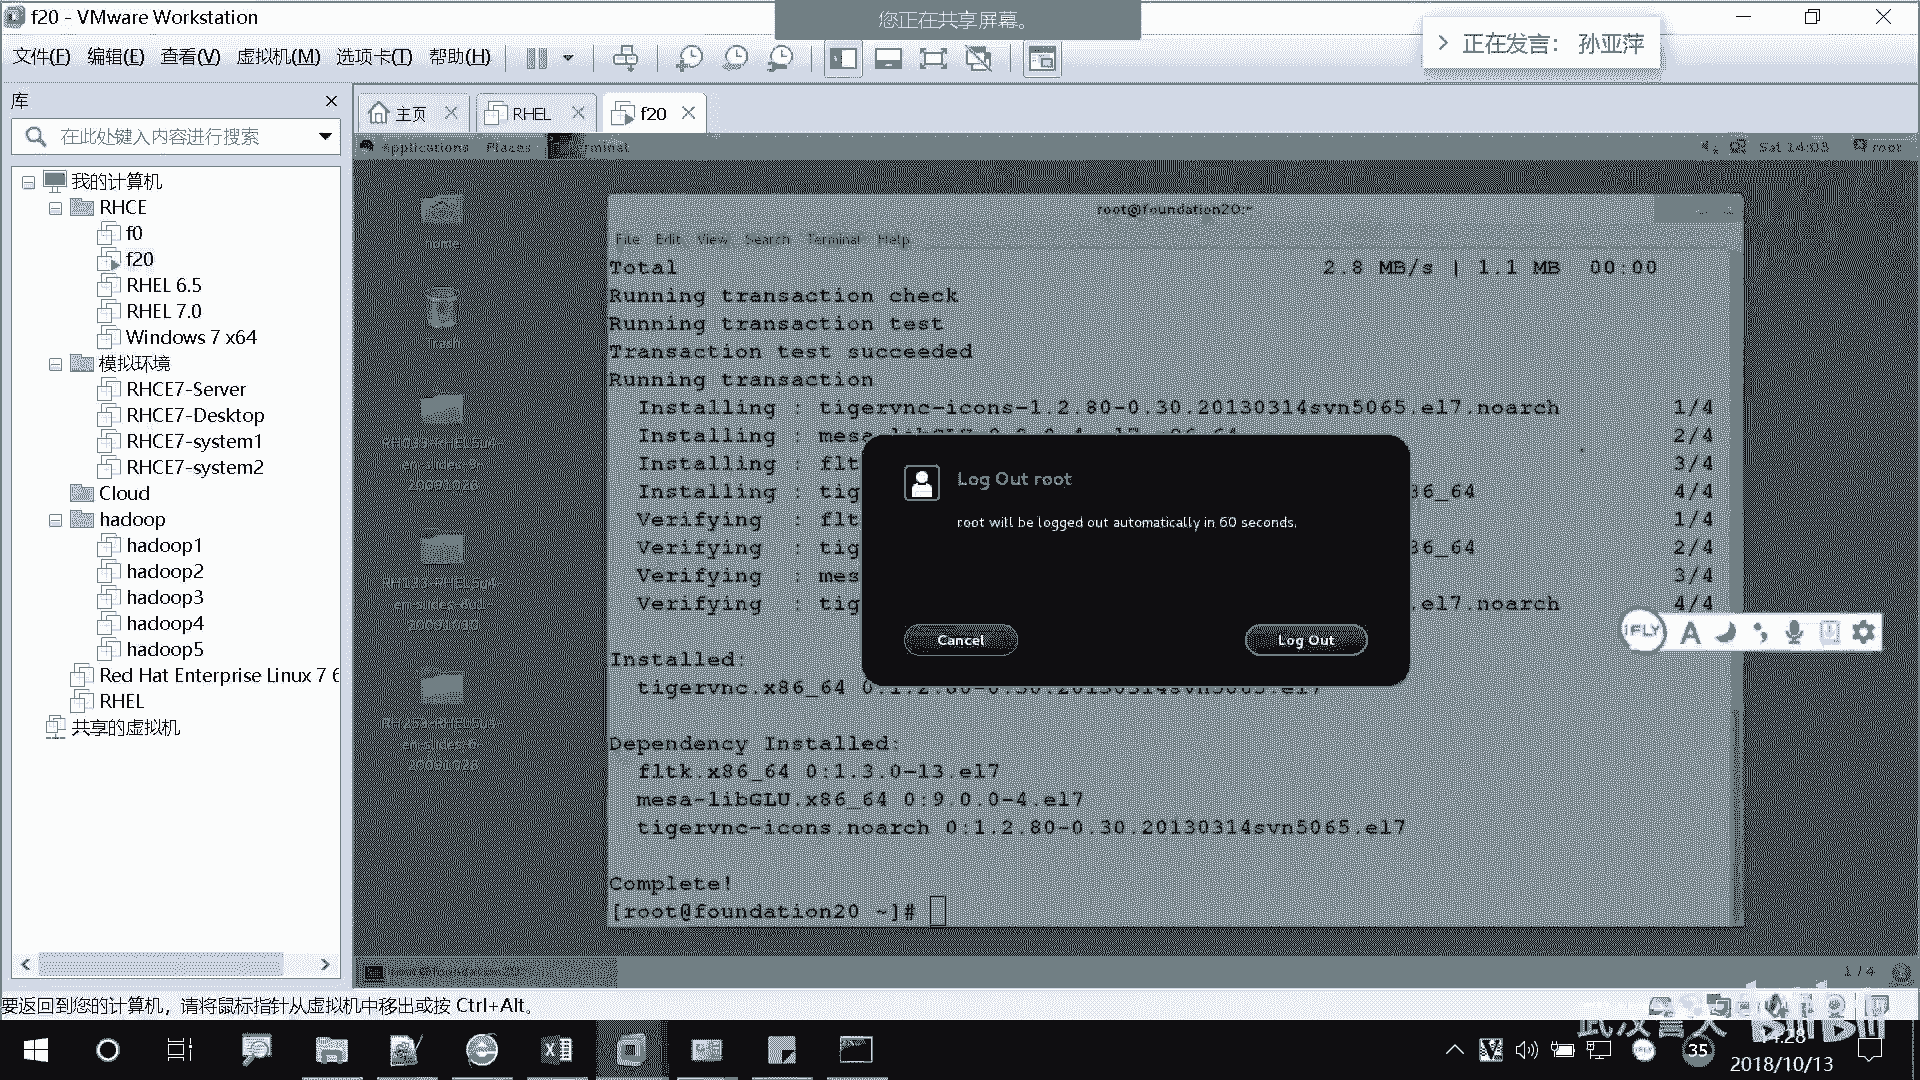 f20 - VMware Workstation
您正在共享屏幕。
文件(F) 编辑(E) 查看(V) 虚拟机(M) 选项卡(T) 帮助(H)
正在发言： 孙亚萍
库
在此处键入内容进行搜索
主页
RHEL
f20
我的计算机
RHCE
f0
f20
RHEL 6.5
RHEL 7.0
Windows 7 x64
模拟环境
RHCE7-Server
RHCE7-Desktop
RHCE7-system1
RHCE7-system2
Cloud
hadoop
hadoop1
hadoop2
hadoop3
hadoop4
hadoop5
Red Hat Enterprise Linux 7 6
RHEL
共享的虚拟机
Applications Places Terminal
Sat 14:03 root
home
Trash
root@foundation20:~
File Edit View Search Terminal Help
Total 2.8 MB/s | 1.1 MB 00:00
Running transaction check
Running transaction test
Transaction test succeeded
Running transaction
Installing : tigervnc-icons-1.2.80-0.30.20130314svn5065.el7.noarch 1/4
Installing : 2/4
Installing : flt 3/4
Installing : tig 86_64 4/4
Verifying : flt 1/4
Verifying : tig 86_64 2/4
Verifying : mes 3/4
Verifying : tig .el7.noarch 4/4
Installed:
tigervnc.x86_64 0:1.2.80-0.30.20130314svn5065.el7
Dependency Installed:
fltk.x86_64 0:1.3.0-13.el7
mesa-libGLU.x86_64 0:9.0.0-4.el7
tigervnc-icons.noarch 0:1.2.80-0.30.20130314svn5065.el7
Complete!
[root@foundation20 ~]#
Log Out root
root will be logged out automatically in 60 seconds.
Cancel
Log Out
iFLY
A
1 / 4
要返回到您的计算机，请将鼠标指针从虚拟机中移出或按 Ctrl+Alt。
bilibili
35
14:28
2018/10/13